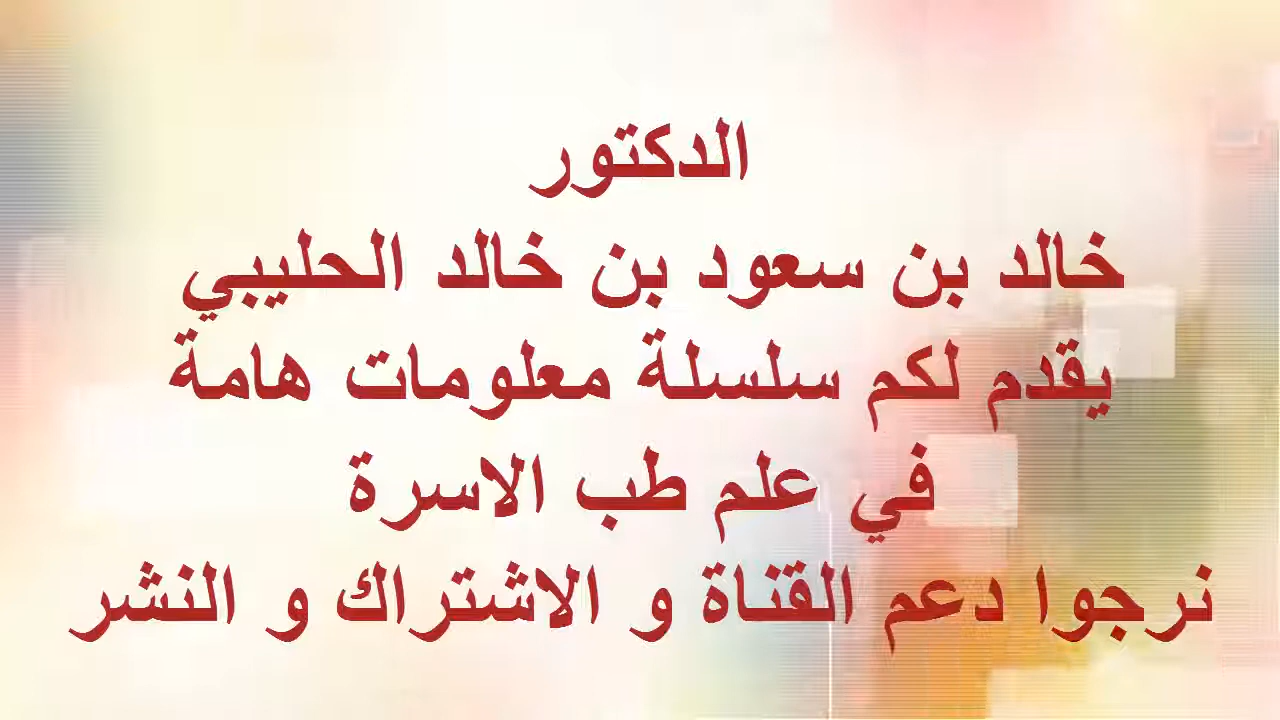 الدكتور
خالد بن سعود بن خالد الحليبي
يقدم لكم سلسلة معلومات هامة
في علم طب الاسرة
نرجوا دعم القناة و الاشتراك و النشر